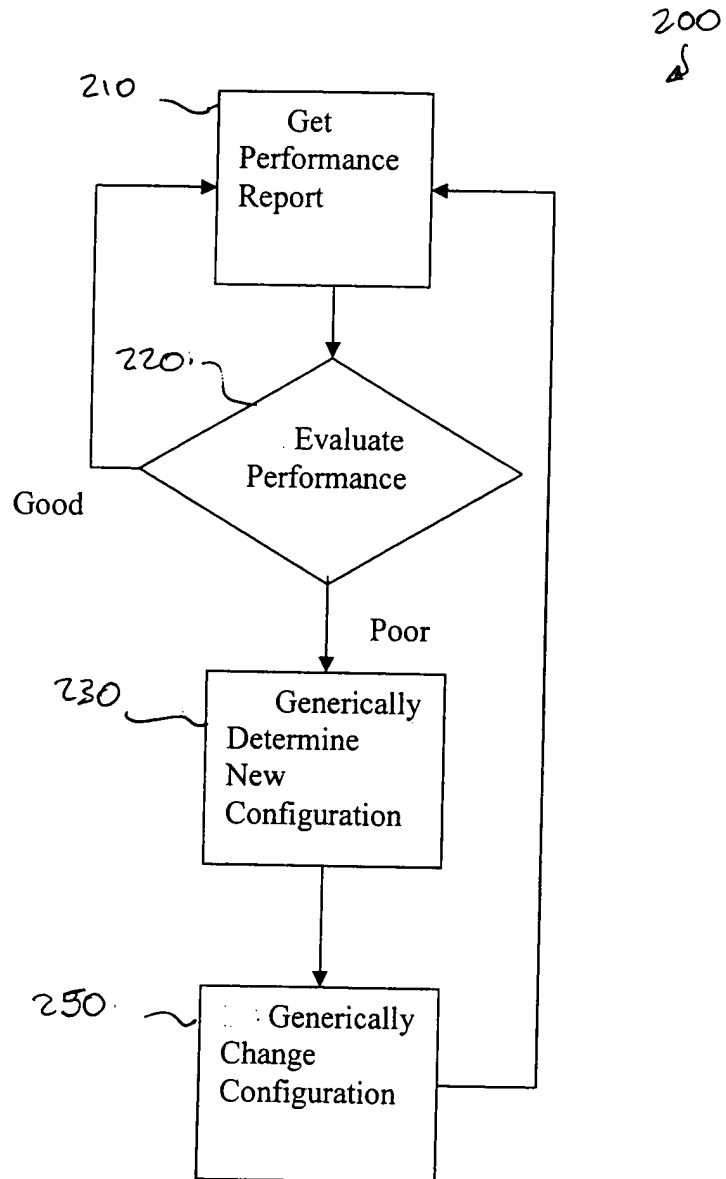 200
210
Get
Performance
Report
220
Evaluate
Performance
Good
Poor
230
Generically
Determine
New
Configuration
250
Generically
Change
Configuration